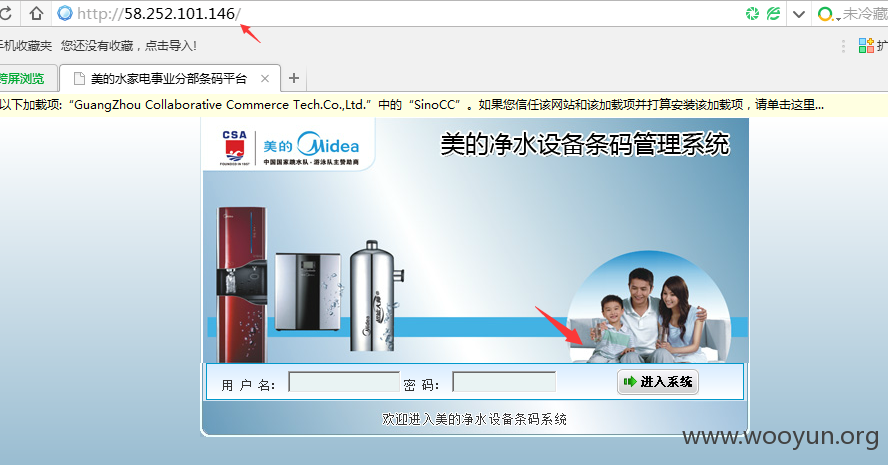 http://58.252.101.146/
未冷藏
手机收藏夹 您还没有收藏，点击导入!
扩
跨屏浏览 美的水家电事业分部条码平台
以下加载项:“GuangZhou Collaborative Commerce Tech.Co.,Ltd.”中的“SinoCC”。如果您信任该网站和该加载项并打算安装该加载项，请单击这里...
CSA 美的 Midea
中国国家跳水队·游泳队主赞助商
美的净水设备条码管理系统
Midea
用 户 名： 密 码： 进入系统
欢迎进入美的净水设备条码系统
www.wooyun.org